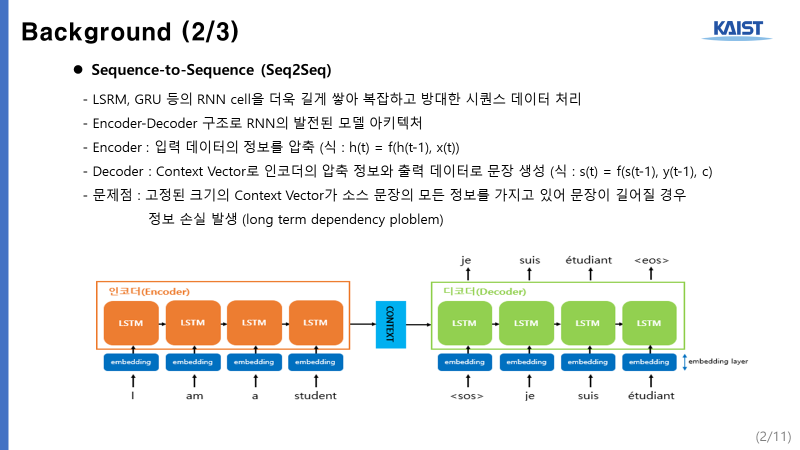 Background (2/3)
KAIST
● Sequence-to-Sequence (Seq2Seq)
- LSRM, GRU 등의 RNN cell을 더욱 길게 쌓아 복잡하고 방대한 시퀀스 데이터 처리
- Encoder-Decoder 구조로 RNN의 발전된 모델 아키텍처
- Encoder : 입력 데이터의 정보를 압축 (식 : h(t) = f(h(t-1), x(t))
- Decoder : Context Vector로 인코더의 압축 정보와 출력 데이터로 문장 생성 (식 : s(t) = f(s(t-1), y(t-1), c)
- 문제점 : 고정된 크기의 Context Vector가 소스 문장의 모든 정보를 가지고 있어 문장이 길어질 경우
정보 손실 발생 (long term dependency ploblem)
je suis étudiant <eos>
인코더(Encoder) 디코더(Decoder)
LSTM LSTM LSTM LSTM CONTEXT LSTM LSTM LSTM LSTM
embedding embedding embedding embedding embedding embedding embedding embedding embedding layer
I am a student <sos> je suis étudiant
(2/11)